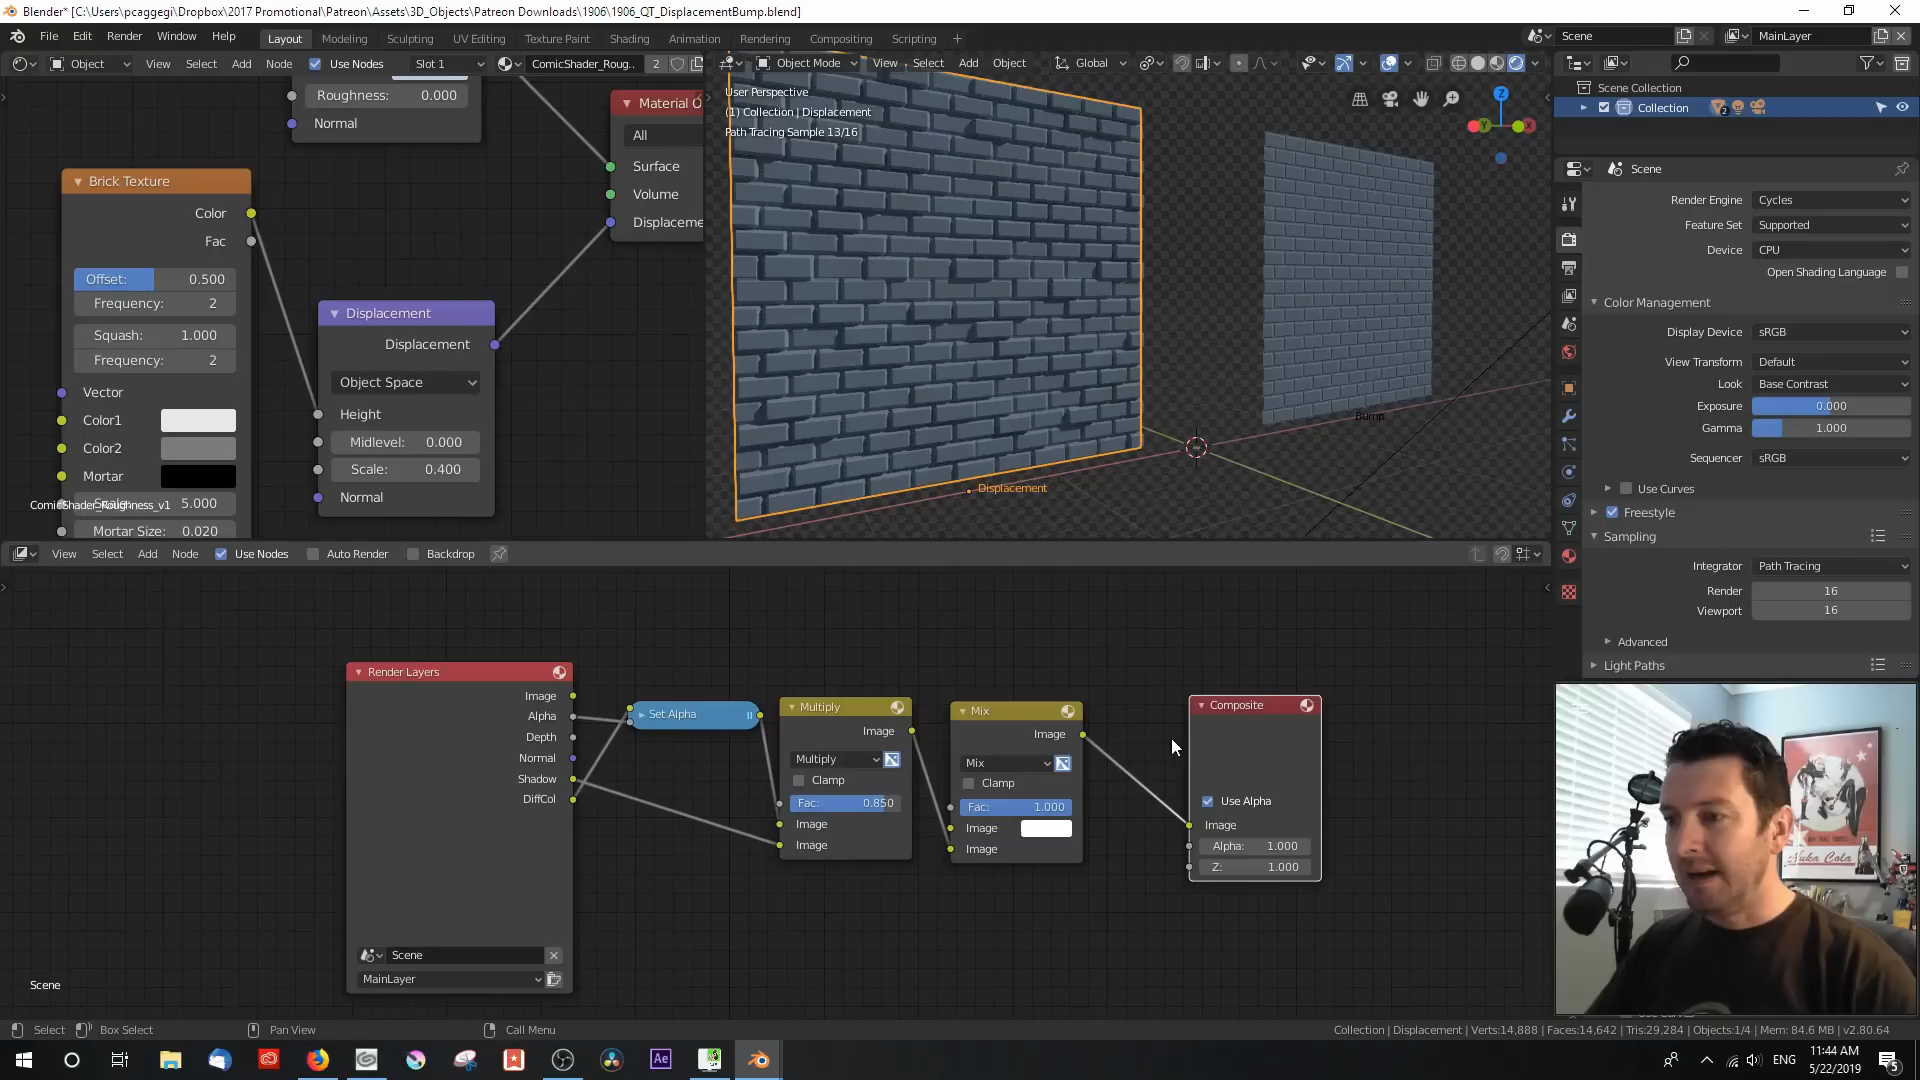 Blender* [C:\Users\pcaggegi\Dropbox\2017 Promotional\Patreon\Assets\3D_Objects\Patreon Downloads\1906\1906_QT_DisplacementBump.blend]
File Edit Render Window Help
Layout Modeling Sculpting UV Editing Texture Paint Shading Animation Rendering Compositing Scripting +
Scene
MainLayer
Object View Select Add Node Use Nodes Slot 1 ComicShader_Roug.. 2
Object Mode View Select Add Object Global
Roughness: 0.000
Normal
Material O
All
Surface
Volume
Displaceme
Brick Texture
Color
Fac
Offset: 0.500
Frequency: 2
Squash: 1.000
Frequency: 2
Vector
Color1
Color2
Mortar
Scale: 5.000
Mortar Size: 0.020
ComicShader_Roughness_v1
Displacement
Displacement
Object Space
Height
Midlevel: 0.000
Scale: 0.400
Normal
User Perspective
(1) Collection | Displacement
Path Tracing Sample 13/16
Z
Y
X
Bump
Displacement
Scene Collection
Collection
2
Scene
Render Engine Cycles
Feature Set Supported
Device CPU
Open Shading Language
Color Management
Display Device sRGB
View Transform Default
Look Base Contrast
Exposure 0.000
Gamma 1.000
Sequencer sRGB
Use Curves
Freestyle
Sampling
Integrator Path Tracing
Render 16
Viewport 16
Advanced
Light Paths
View Select Add Node Use Nodes Auto Render Backdrop
Render Layers
Image
Alpha
Depth
Normal
Shadow
DiffCol
Scene
MainLayer
Set Alpha
Multiply
Image
Multiply
Clamp
Fac: 0.850
Image
Image
Mix
Image
Mix
Clamp
Fac: 1.000
Image
Image
Composite
Use Alpha
Image
Alpha: 1.000
Z: 1.000
Scene
Nuka Cola
Select Box Select Pan View Call Menu
Collection | Displacement | Verts:14,888 | Faces:14,642 | Tris:29,284 | Objects:1/4 | Mem: 84.6 MB | v2.80.64
Ae
ENG
11:44 AM
5/22/2019
5